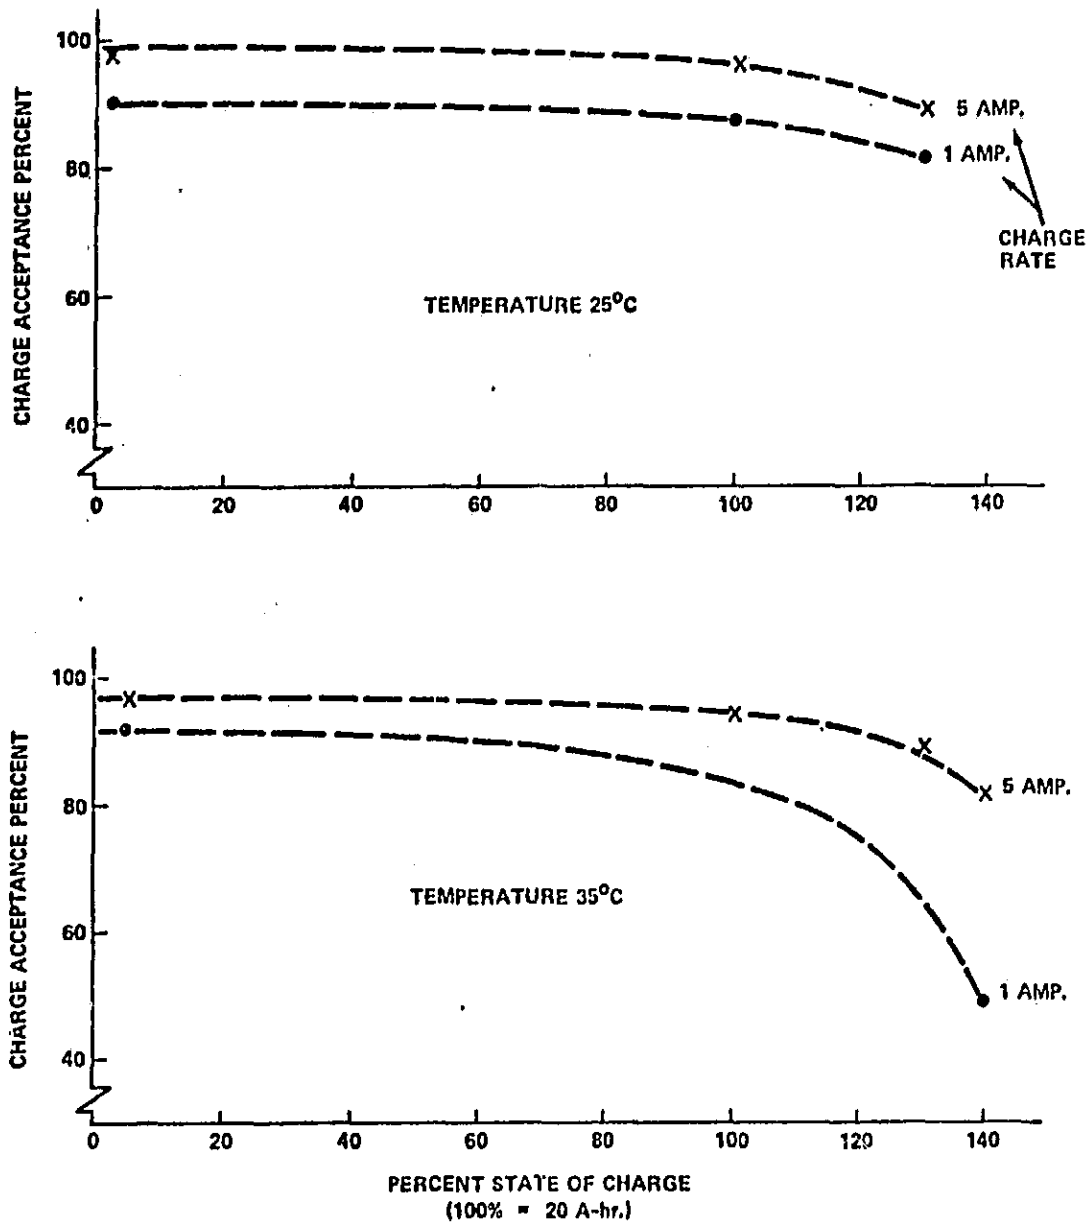 CHARGE ACCEPTANCE PERCENT
100
80
60
40
5 AMP.
1 AMP.
CHARGE
RATE
TEMPERATURE 25°C
0 20 40 60 80 100 120 140
CHARGE ACCEPTANCE PERCENT
100
80
60
40
5 AMP.
TEMPERATURE 35°C
1 AMP.
0 20 40 60 80 100 120 140
PERCENT STATE OF CHARGE
(100% = 20 A-hr.)